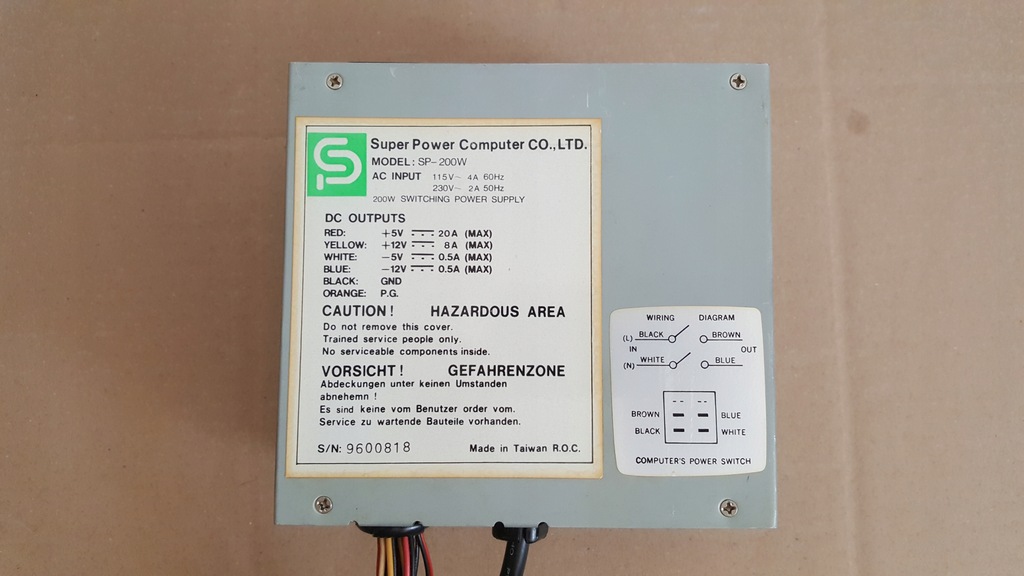 Super Power Computer CO.,LTD.
MODEL: SP-200W
AC INPUT 115V~ 4A 60Hz
230V~ 2A 50Hz
200W SWITCHING POWER SUPPLY
DC OUTPUTS
RED: +5V ⎓ 20A (MAX)
YELLOW: +12V ⎓ 8A (MAX)
WHITE: -5V ⎓ 0.5A (MAX)
BLUE: -12V ⎓ 0.5A (MAX)
BLACK: GND
ORANGE: P.G.
CAUTION! HAZARDOUS AREA
Do not remove this cover.
Trained service people only.
No serviceable components inside.
VORSICHT! GEFAHRENZONE
Abdeckungen unter keinen Umstanden
abnehemn !
Es sind keine vom Benutzer order vom.
Service zu wartende Bauteile vorhanden.
S/N: 9600818 Made in Taiwan R.O.C.
WIRING DIAGRAM
(L) BLACK BROWN
IN OUT
(N) WHITE BLUE
BROWN BLUE
BLACK WHITE
COMPUTER'S POWER SWITCH